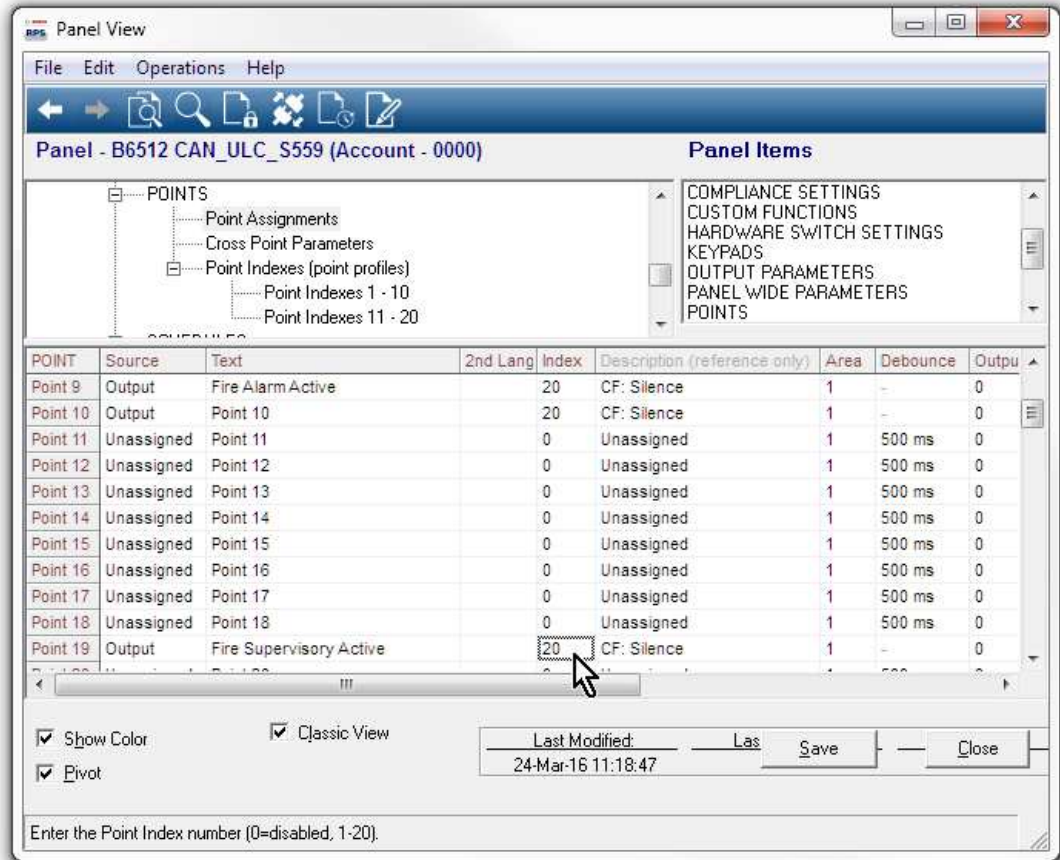 RPS Panel View
File Edit Operations Help
Panel - B6512 CAN_ULC_S559 (Account - 0000)
Panel Items
POINTS
Point Assignments
Cross Point Parameters
Point Indexes (point profiles)
Point Indexes 1 - 10
Point Indexes 11 - 20
COMPLIANCE SETTINGS
CUSTOM FUNCTIONS
HARDWARE SWITCH SETTINGS
KEYPADS
OUTPUT PARAMETERS
PANEL WIDE PARAMETERS
POINTS
POINT Source Text 2nd Lang Index Description (reference only) Area Debounce Outpu
Point 9 Output Fire Alarm Active 20 CF: Silence 1 - 0
Point 10 Output Point 10 20 CF: Silence 1 - 0
Point 11 Unassigned Point 11 0 Unassigned 1 500 ms 0
Point 12 Unassigned Point 12 0 Unassigned 1 500 ms 0
Point 13 Unassigned Point 13 0 Unassigned 1 500 ms 0
Point 14 Unassigned Point 14 0 Unassigned 1 500 ms 0
Point 15 Unassigned Point 15 0 Unassigned 1 500 ms 0
Point 16 Unassigned Point 16 0 Unassigned 1 500 ms 0
Point 17 Unassigned Point 17 0 Unassigned 1 500 ms 0
Point 18 Unassigned Point 18 0 Unassigned 1 500 ms 0
Point 19 Output Fire Supervisory Active 20 CF: Silence 1 - 0
Show Color
Classic View
Pivot
Last Modified:
24-Mar-16 11:18:47
Las
Save
Close
Enter the Point Index number (0=disabled, 1-20).